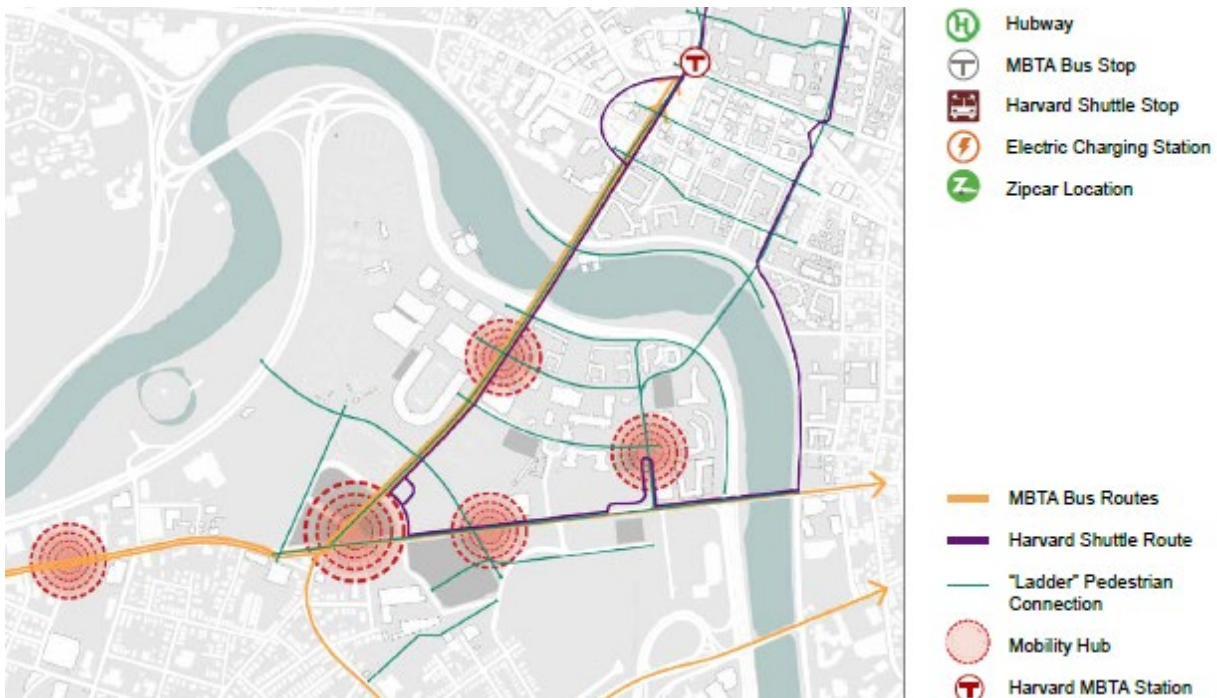 Hubway
MBTA Bus Stop
Harvard Shuttle Stop
Electric Charging Station
Zipcar Location
MBTA Bus Routes
Harvard Shuttle Route
"Ladder" Pedestrian
Connection
Mobility Hub
Harvard MBTA Station